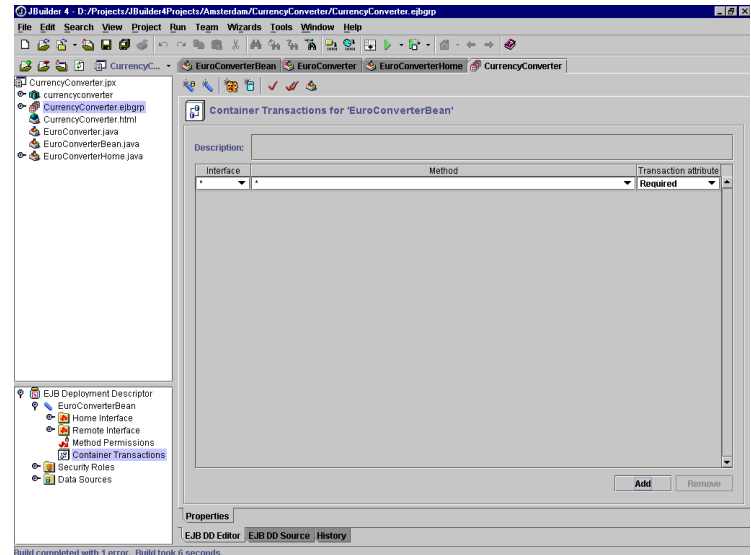 JBuilder 4 - D:/Projects/JBuilder4Projects/Amsterdam/CurrencyConverter/CurrencyConverter.ejbgrp
File Edit Search View Project Run Team Wizards Tools Window Help
CurrencyC... EuroConverterBean EuroConverter EuroConverterHome CurrencyConverter
CurrencyConverter.jpx
currencyconverter
CurrencyConverter.ejbgrp
CurrencyConverter.html
EuroConverter.java
EuroConverterBean.java
EuroConverterHome.java
Container Transactions for 'EuroConverterBean'
Description:
Interface Method Transaction attribute
* * Required
EJB Deployment Descriptor
EuroConverterBean
Home Interface
Remote Interface
Method Permissions
Container Transactions
Security Roles
Data Sources
Add Remove
Properties
EJB DD Editor EJB DD Source History
Build completed with 1 error. Build took 6 seconds.